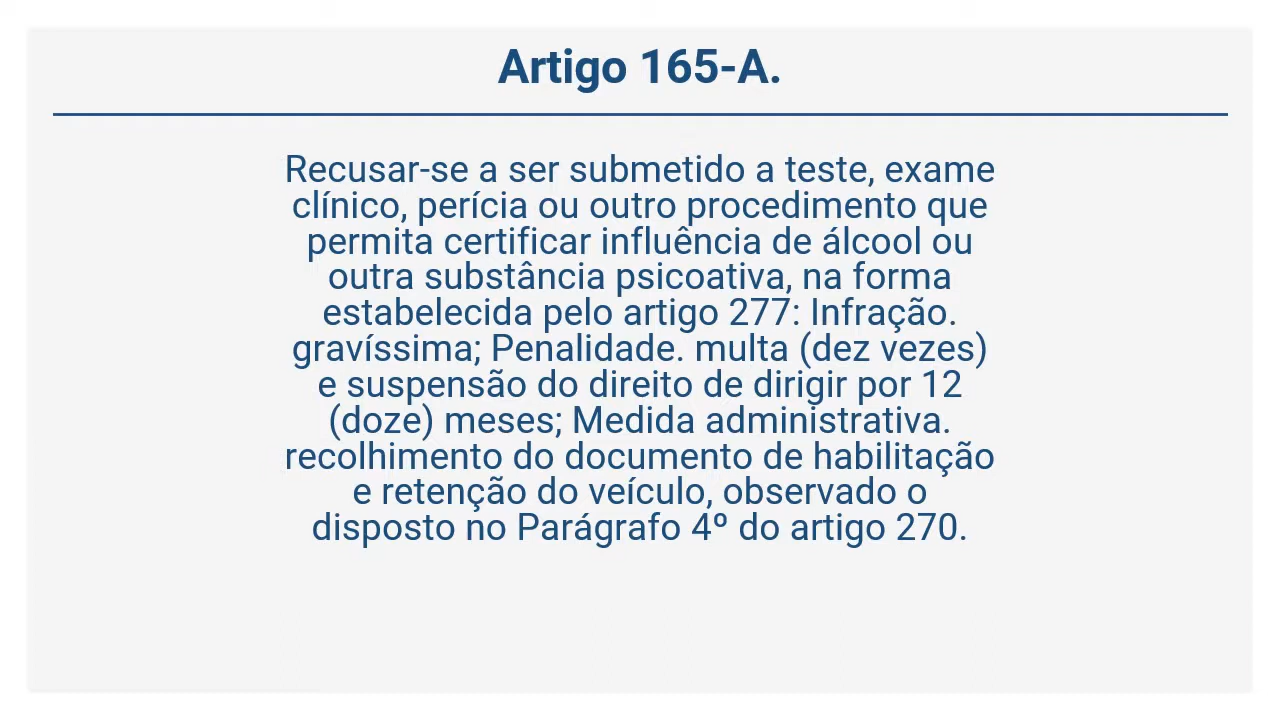 Artigo 165-A.
Recusar-se a ser submetido a teste, exame
clínico, perícia ou outro procedimento que
permita certificar influência de álcool ou
outra substância psicoativa, na forma
estabelecida pelo artigo 277: Infração.
gravíssima; Penalidade. multa (dez vezes)
e suspensão do direito de dirigir por 12
(doze) meses; Medida administrativa.
recolhimento do documento de habilitação
e retenção do veículo, observado o
disposto no Parágrafo 4º do artigo 270.